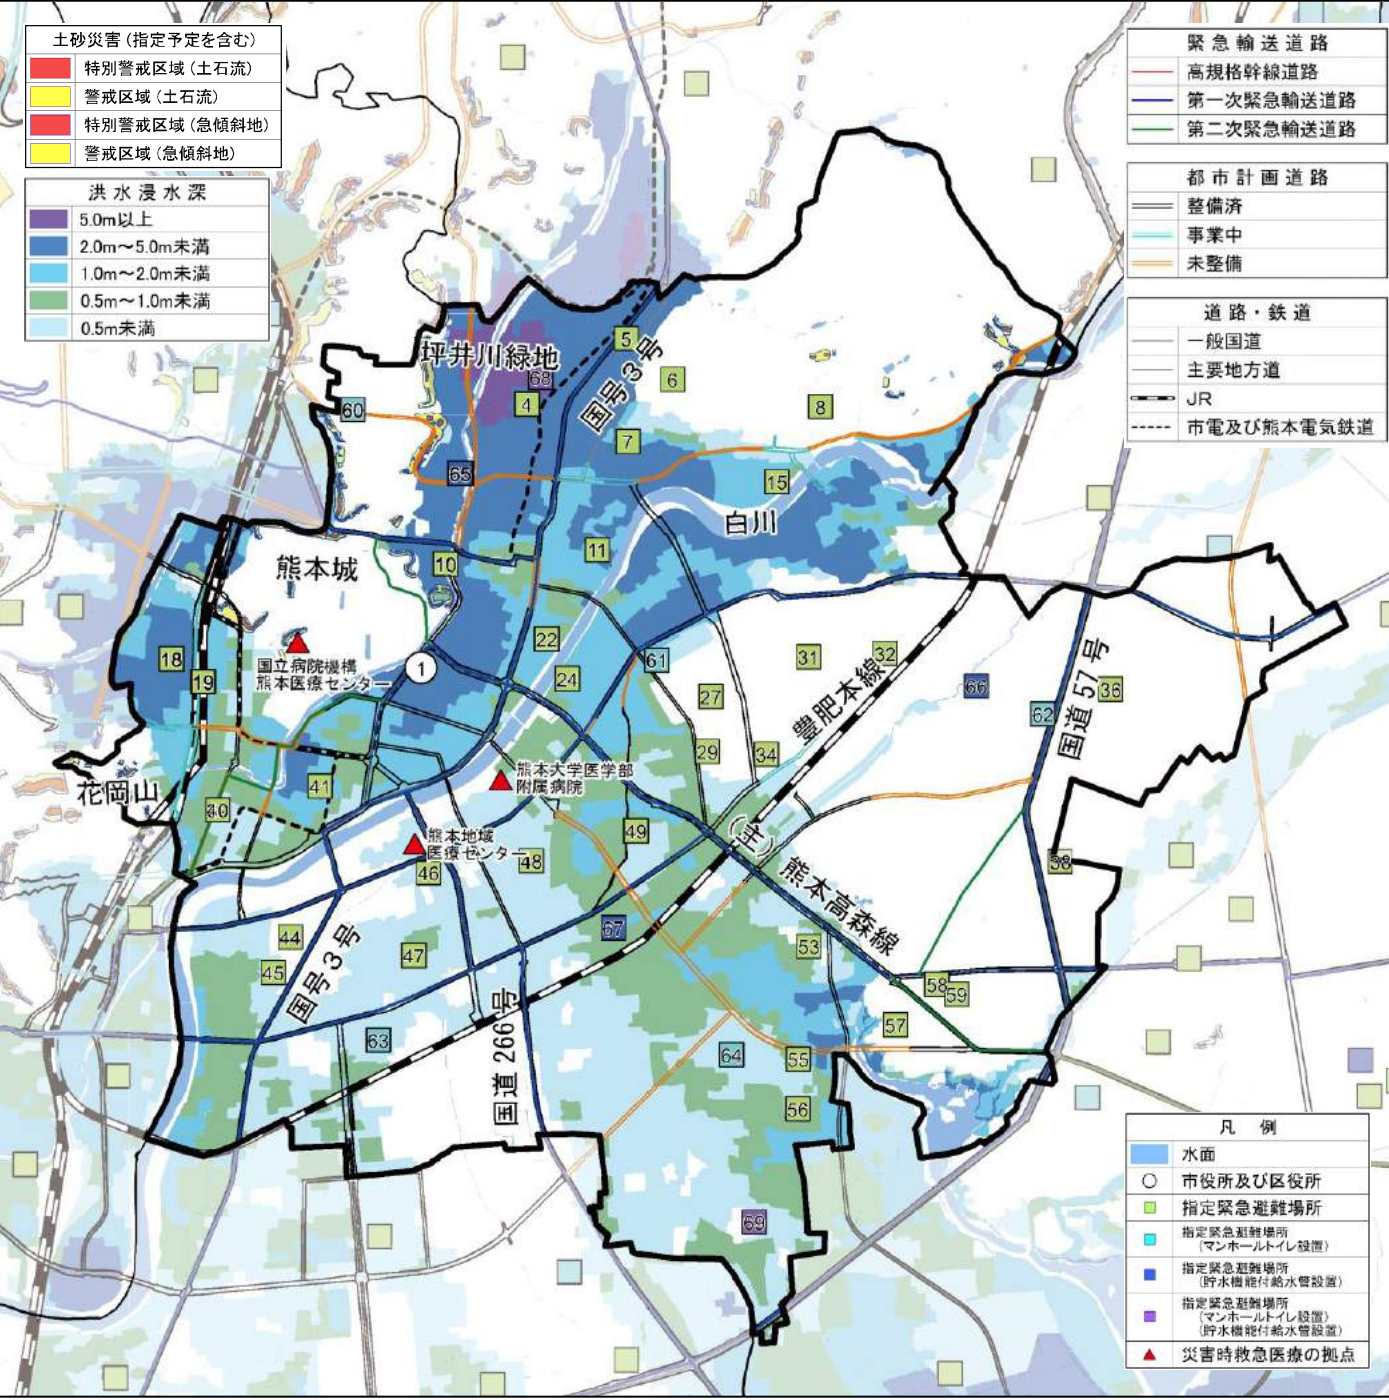 土砂災害(指定予定を含む)
特別警戒区域(土石流)
警戒区域(土石流)
特別警戒区域(急傾斜地)
警戒区域(急傾斜地)
洪水浸水深
5.0m以上
2.0m～5.0m未満
1.0m～2.0m未満
0.5m～1.0m未満
0.5m未満
緊急輸送道路
高規格幹線道路
第一次緊急輸送道路
第二次緊急輸送道路
都市計画道路
整備済
事業中
未整備
道路・鉄道
一般国道
主要地方道
JR
市電及び熊本電気鉄道
坪井川緑地
国号3号
5
68
4
6
60
8
7
65
15
白川
11
10
熊本城
22
18
国立病院機構
熊本医療センター
1
19
24
61
31
32
27
豊肥本線
66
62
国道57号
36
29
34
花岡山
41
40
熊本大学医学部
附属病院
熊本地域
医療センター
46
48
49
(主)熊本高森線
38
44
45
国号3号
47
67
53
58
59
57
63
国道266号
64
55
56
69
凡例
水面
市役所及び区役所
指定緊急避難場所
指定緊急避難場所
(マンホールトイレ設置)
指定緊急避難場所
(貯水機能付給水管設置)
指定緊急避難場所
(マンホールトイレ設置)
(貯水機能付給水管設置)
災害時救急医療の拠点